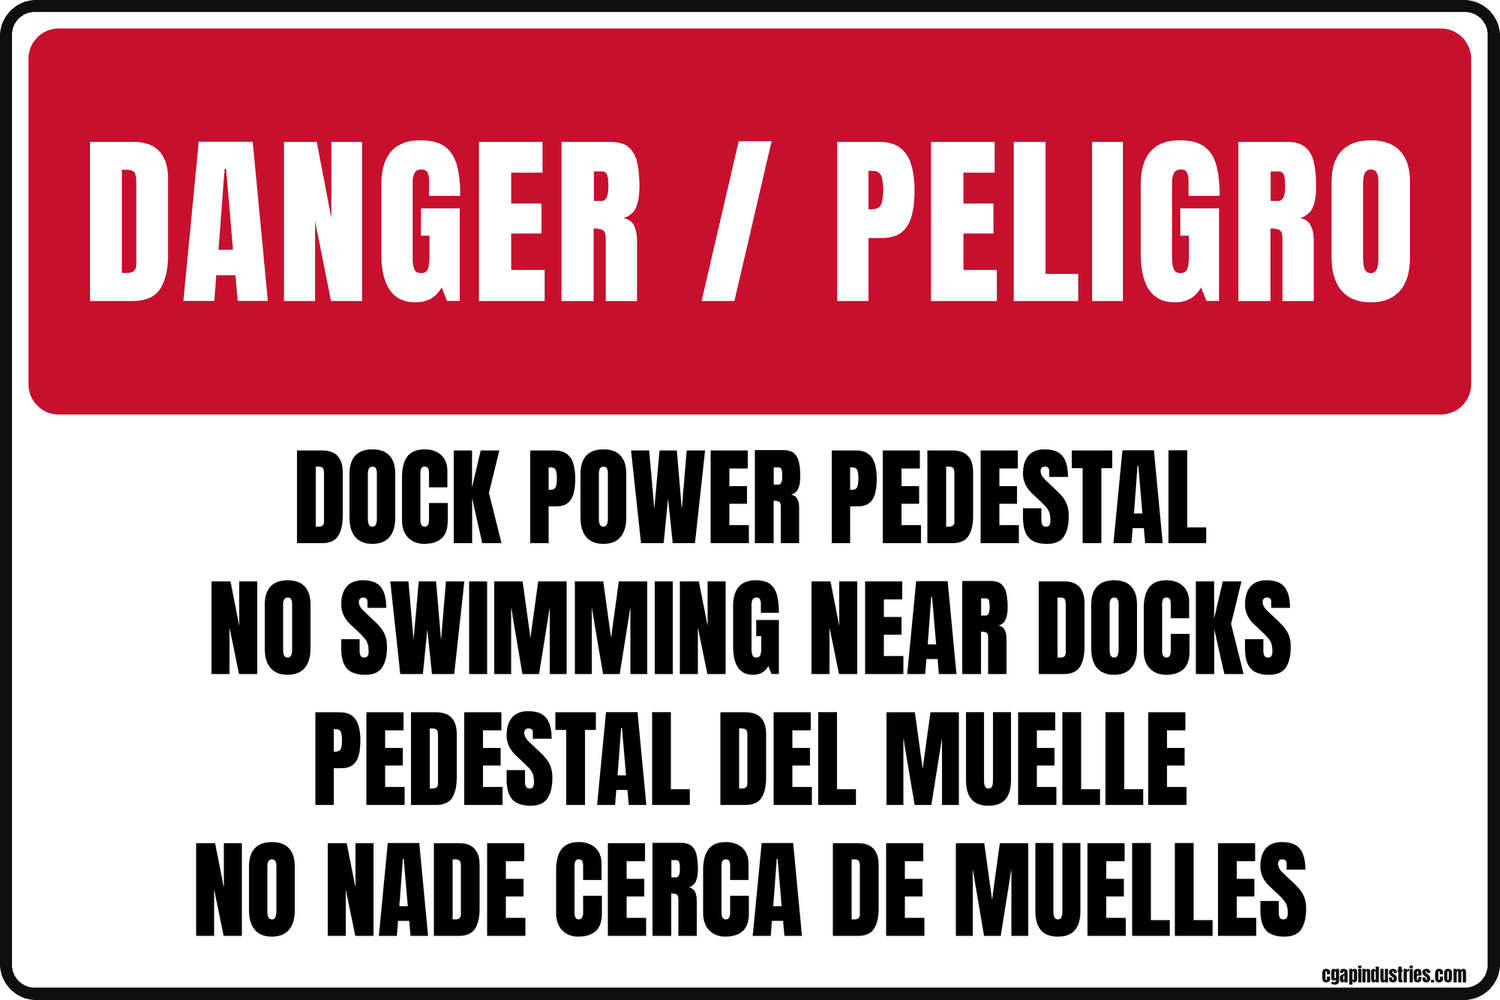 DANGER / PELIGRO
DOCK POWER PEDESTAL
NO SWIMMING NEAR DOCKS
PEDESTAL DEL MUELLE
NO NADE CERCA DE MUELLES
cgapindustries.com